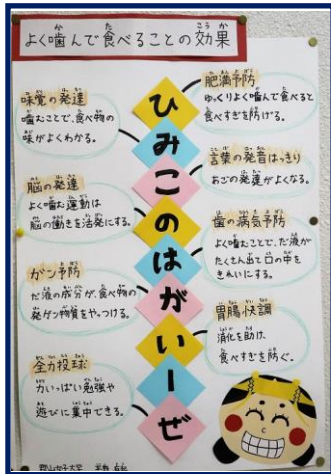 よく噛んで食べることの効果
ひみこのはがいーぜ
肥満予防
ゆっくりよく噛んで食べると
食べすぎを防げる。
味覚の発達
噛むことで、食べ物の
味がよくわかる。
言葉の発音はっきり
あごの発達がよくなる。
脳の発達
よく噛む運動は
脳の働きを活発にする。
歯の病気予防
よく噛むことで、だ液が
たくさん出て口の中を
きれいにする。
ガン予防
だ液の成分が、食べ物の
発ガン物質をやっつける。
胃腸快調
消化を助け、
食べすぎを防ぐ。
全力投球
力いっぱい勉強や
遊びに集中できる。
郡山女子大学